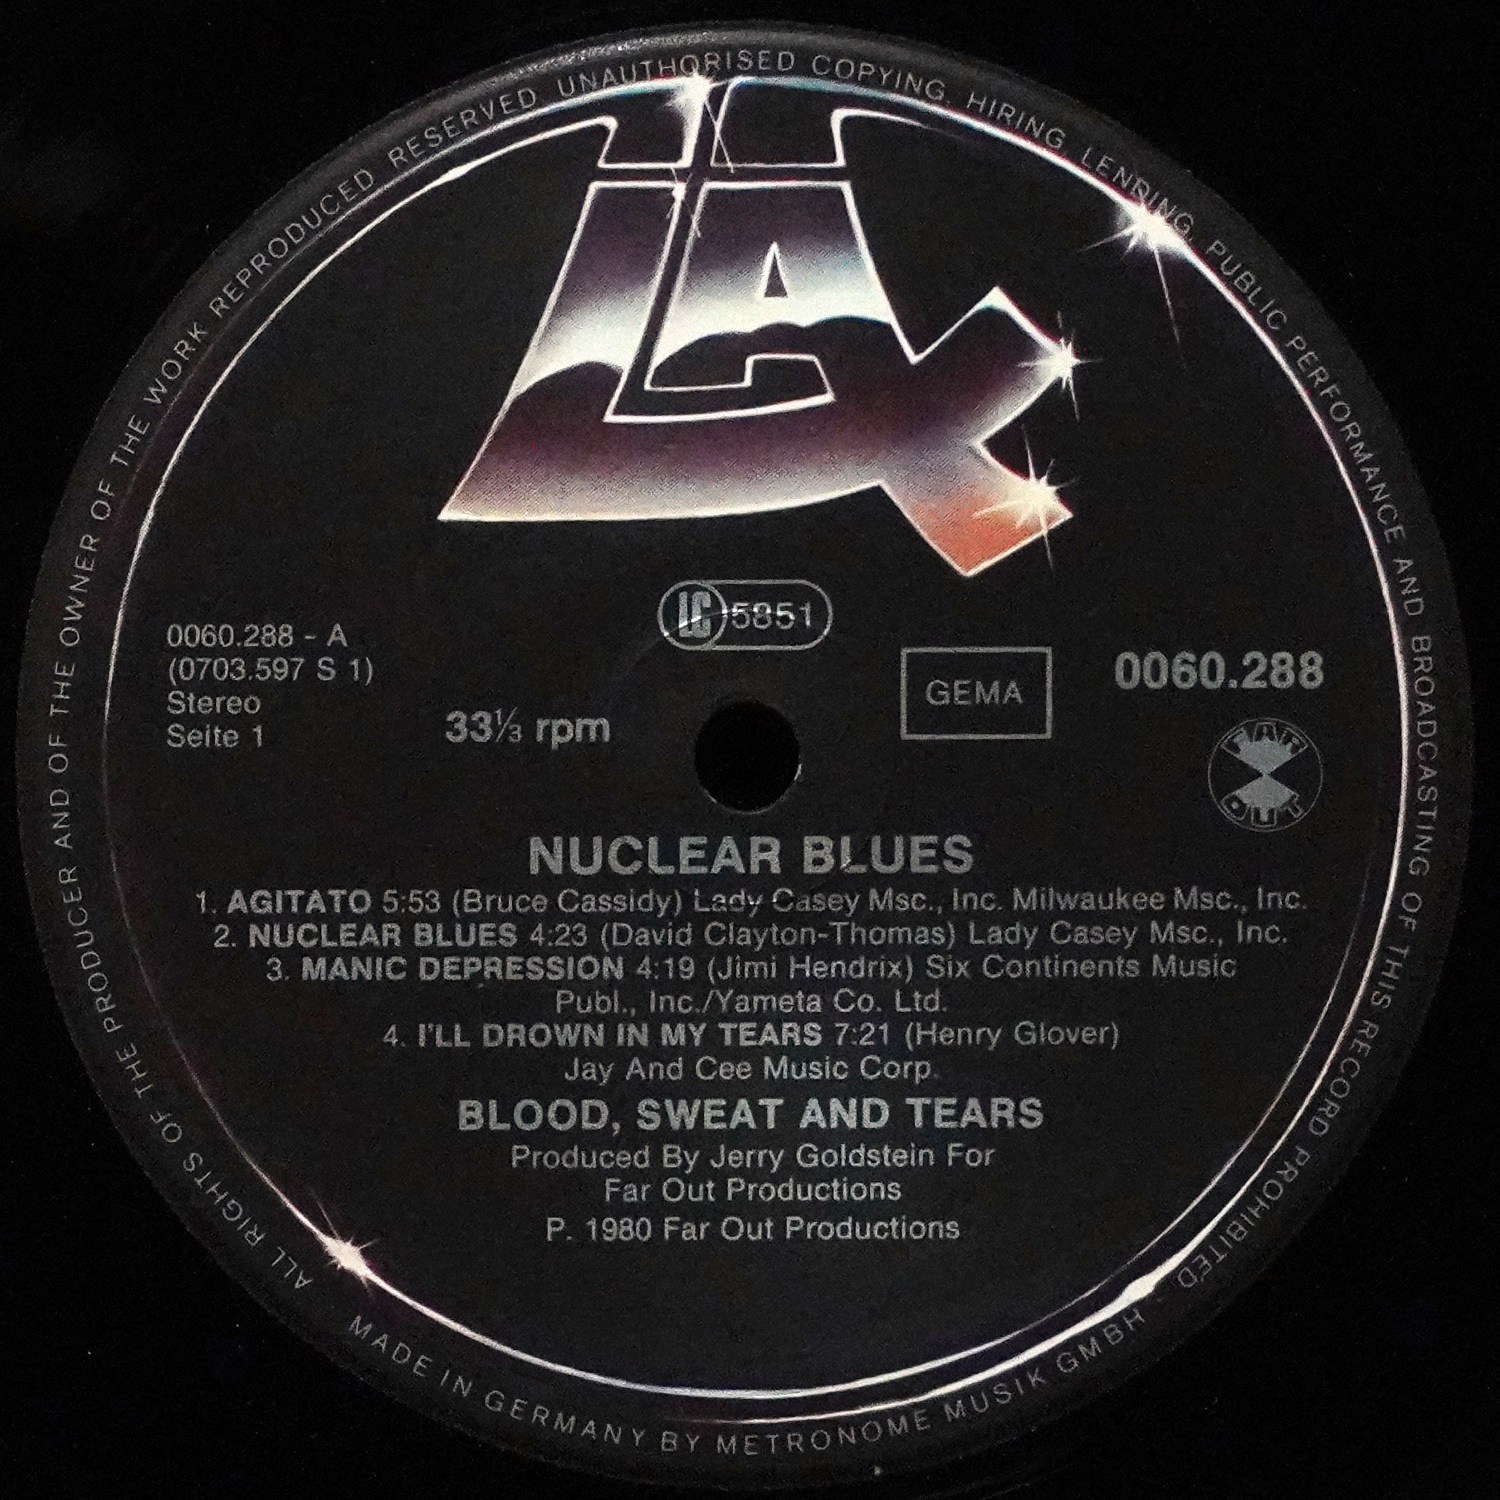 ALL RIGHTS OF THE PRODUCER AND OF THE OWNER OF THE WORK REPRODUCED RESERVED UNAUTHORISED COPYING, HIRING, LENDING, PUBLIC PERFORMANCE AND BROADCASTING OF THIS RECORD PROHIBITED.
LAX
LC 5851
0060.288 - A
(0703.597 S 1)
Stereo
Seite 1
33⅓ rpm
GEMA
0060.288
FAR
OUT
NUCLEAR BLUES
1. AGITATO 5:53 (Bruce Cassidy) Lady Casey Msc., Inc. Milwaukee Msc., Inc.
2. NUCLEAR BLUES 4:23 (David Clayton-Thomas) Lady Casey Msc., Inc.
3. MANIC DEPRESSION 4:19 (Jimi Hendrix) Six Continents Music
Publ., Inc./Yameta Co. Ltd.
4. I'LL DROWN IN MY TEARS 7:21 (Henry Glover)
Jay And Cee Music Corp.
BLOOD, SWEAT AND TEARS
Produced By Jerry Goldstein For
Far Out Productions
P. 1980 Far Out Productions
MADE IN GERMANY BY METRONOME MUSIK GMBH